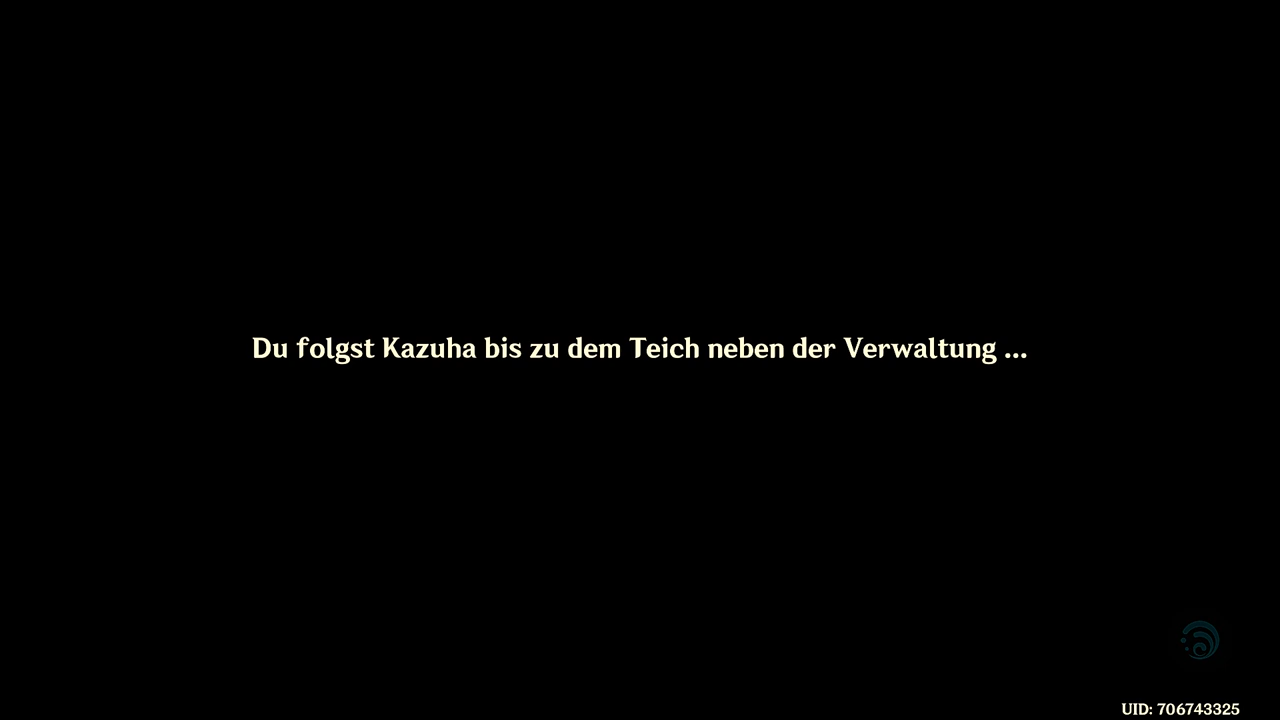 Du folgst Kazuha bis zu dem Teich neben der Verwaltung ...
UID: 706743325